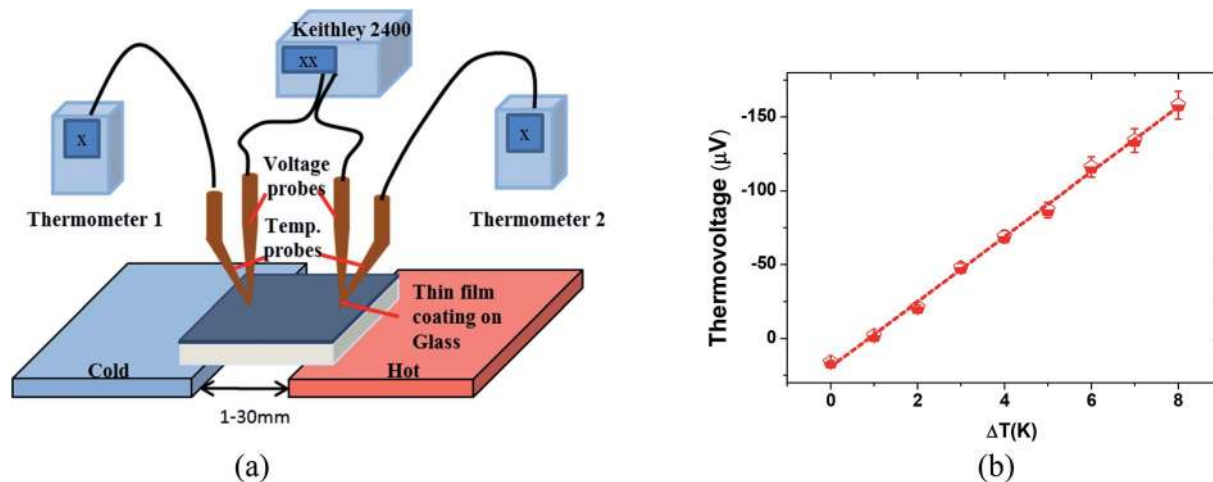 Keithley 2400
xx
x
x
Voltage
probes
Thermometer 1
Thermometer 2
Temp.
probes
Thin film
coating on
Glass
Cold
Hot
1-30mm
(a)
Thermovoltage (μV)
-150
-100
-50
0
0
2
4
6
8
ΔT(K)
(b)